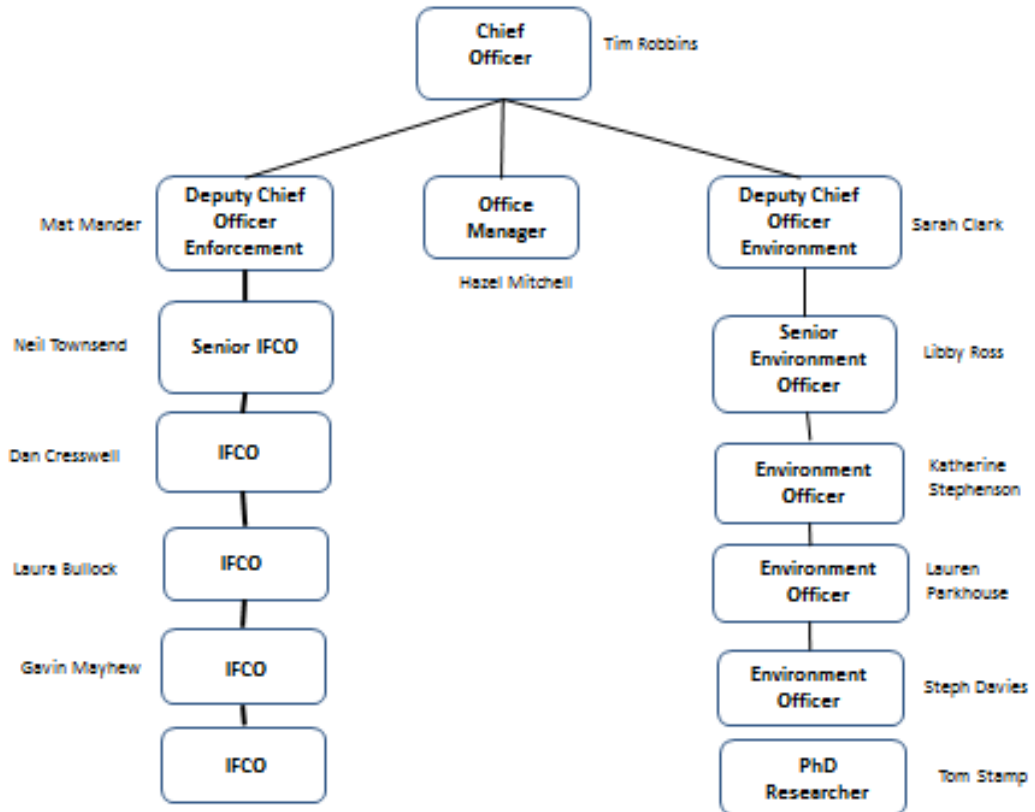 Chief
Officer
Tim Robbins
Mat Mander
Deputy Chief
Officer
Enforcement
Office
Manager
Hazel Mitchell
Deputy Chief
Officer
Environment
Sarah Clark
Neil Townsend
Senior IFCO
Senior
Environment
Officer
Libby Ross
Dan Cresswell
IFCO
Environment
Officer
Katherine
Stephenson
Laura Bullock
IFCO
Environment
Officer
Lauren
Parkhouse
Gavin Mayhew
IFCO
Environment
Officer
Steph Davies
IFCO
PhD
Researcher
Tom Stamp